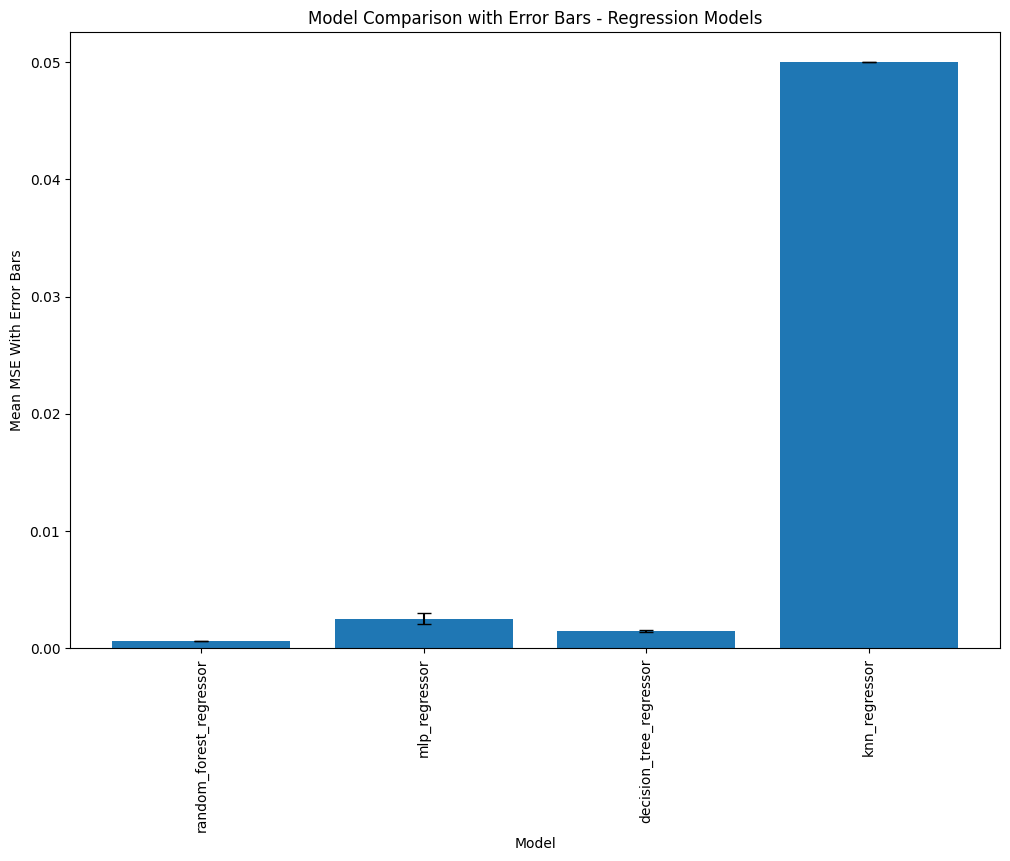 Model Comparison with Error Bars - Regression Models
Mean MSE With Error Bars
0.05
0.04
0.03
0.02
0.01
0.00
random_forest_regressor
mlp_regressor
decision_tree_regressor
knn_regressor
Model